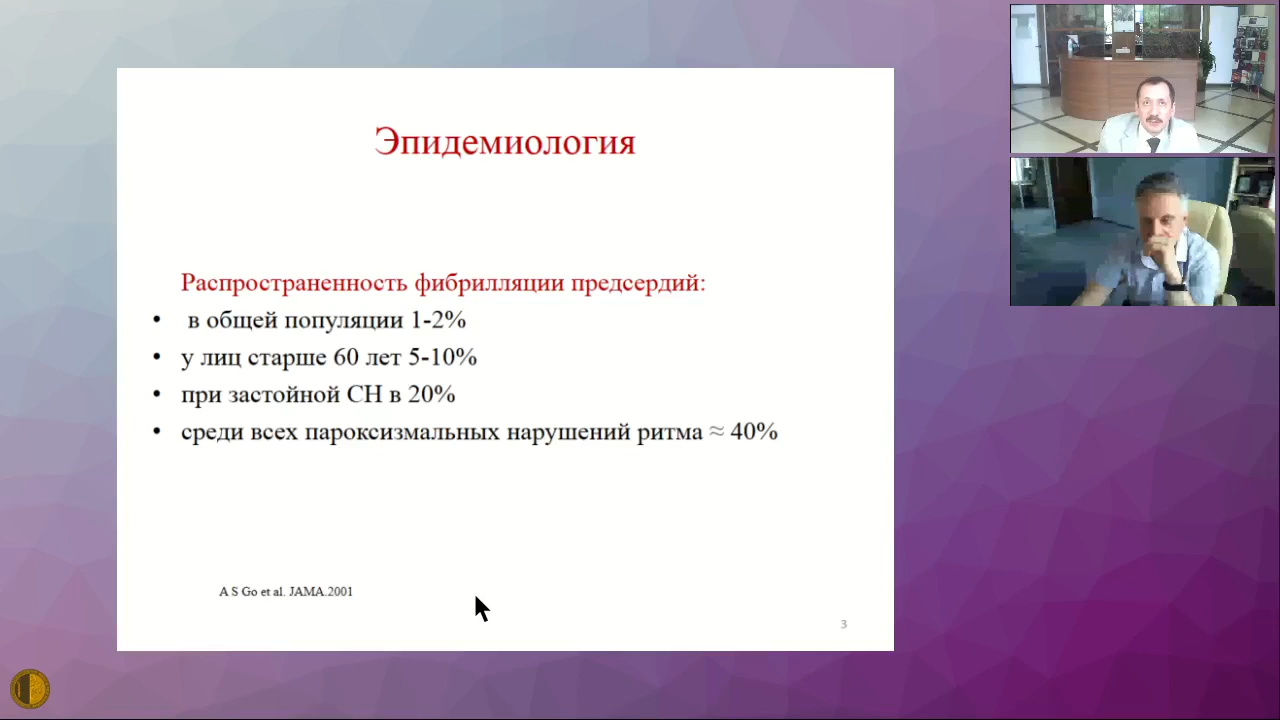 Эпидемиология
Распространенность фибрилляции предсердий:
• в общей популяции 1-2%
• у лиц старше 60 лет 5-10%
• при застойной СН в 20%
• среди всех пароксизмальных нарушений ритма ≈ 40%
A S Go et al. JAMA.2001
3